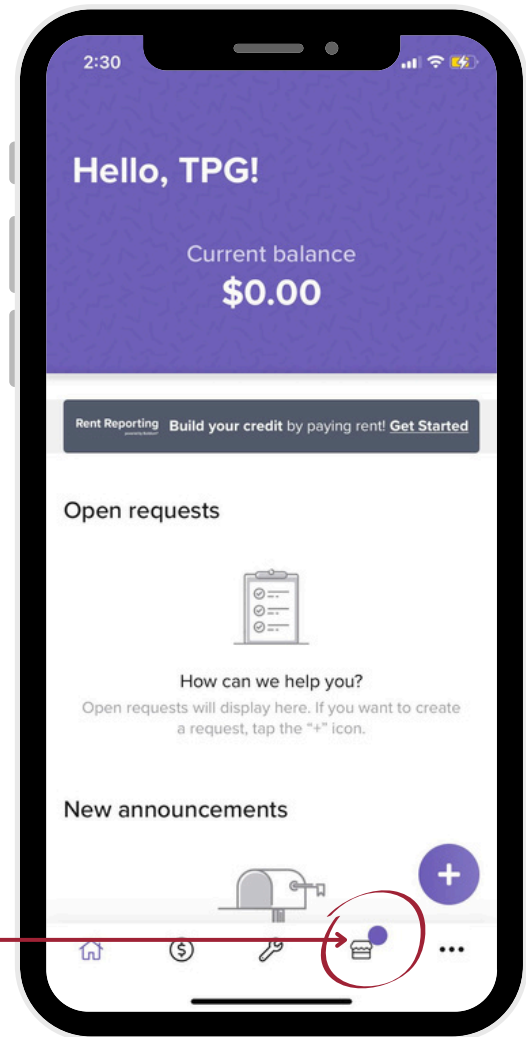 2:30
Hello, TPG!
Current balance
$0.00
Rent Reporting
Build your credit by paying rent! Get Started
Open requests
How can we help you?
Open requests will display here. If you want to create
a request, tap the "+" icon.
New announcements
+